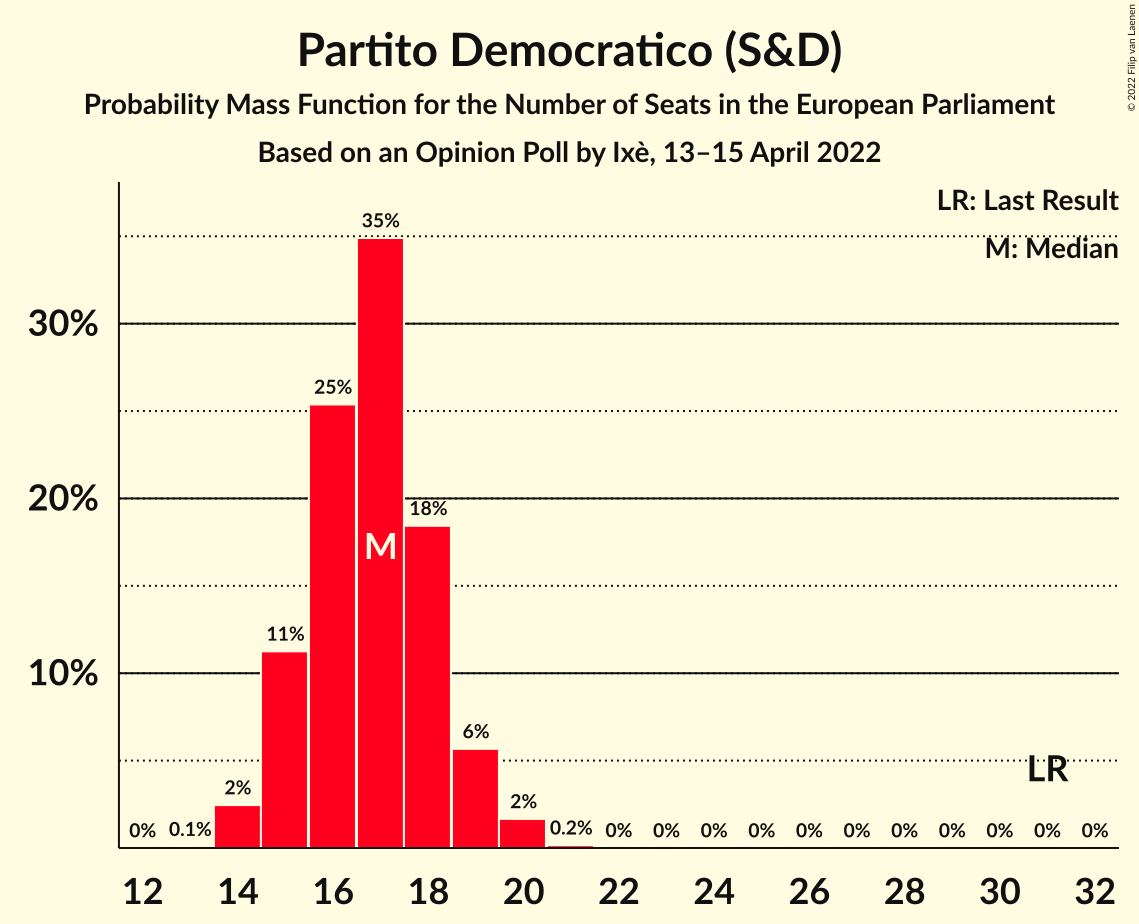 Partito Democratico (S&D)
Probability Mass Function for the Number of Seats in the European Parliament
Based on an Opinion Poll by Ixè, 13–15 April 2022
© 2022 Filip van Laenen
LR: Last Result
M: Median
35%
30%
25%
20%
18%
M
11%
10%
6%
LR
2%
2%
0% 0.1% 0.2% 0% 0% 0% 0% 0% 0% 0% 0% 0% 0% 0%
12 14 16 18 20 22 24 26 28 30 32